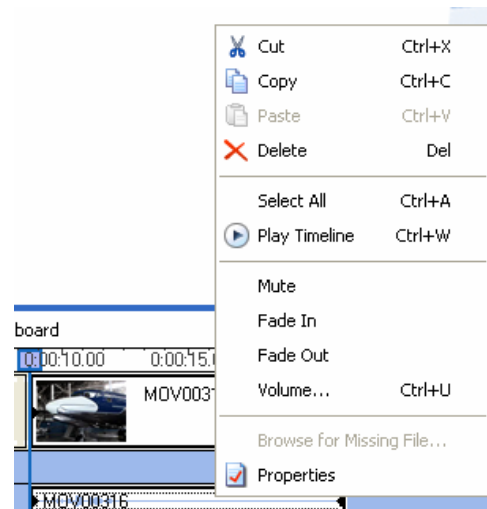 Cut Ctrl+X
Copy Ctrl+C
Paste Ctrl+V
Delete Del
Select All Ctrl+A
Play Timeline Ctrl+W
Mute
Fade In
Fade Out
Volume... Ctrl+U
Browse for Missing File...
Properties
board
0:00:10.00 0:00:15.0
MOV0031
MOV00316